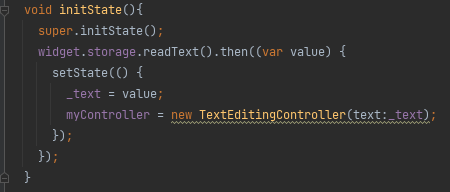 void initState(){
  super.initState();
  widget.storage.readText().then((var value) {
    setState(() {
      _text = value;
      myController = new TextEditingController(text:_text);
    });
  });
}